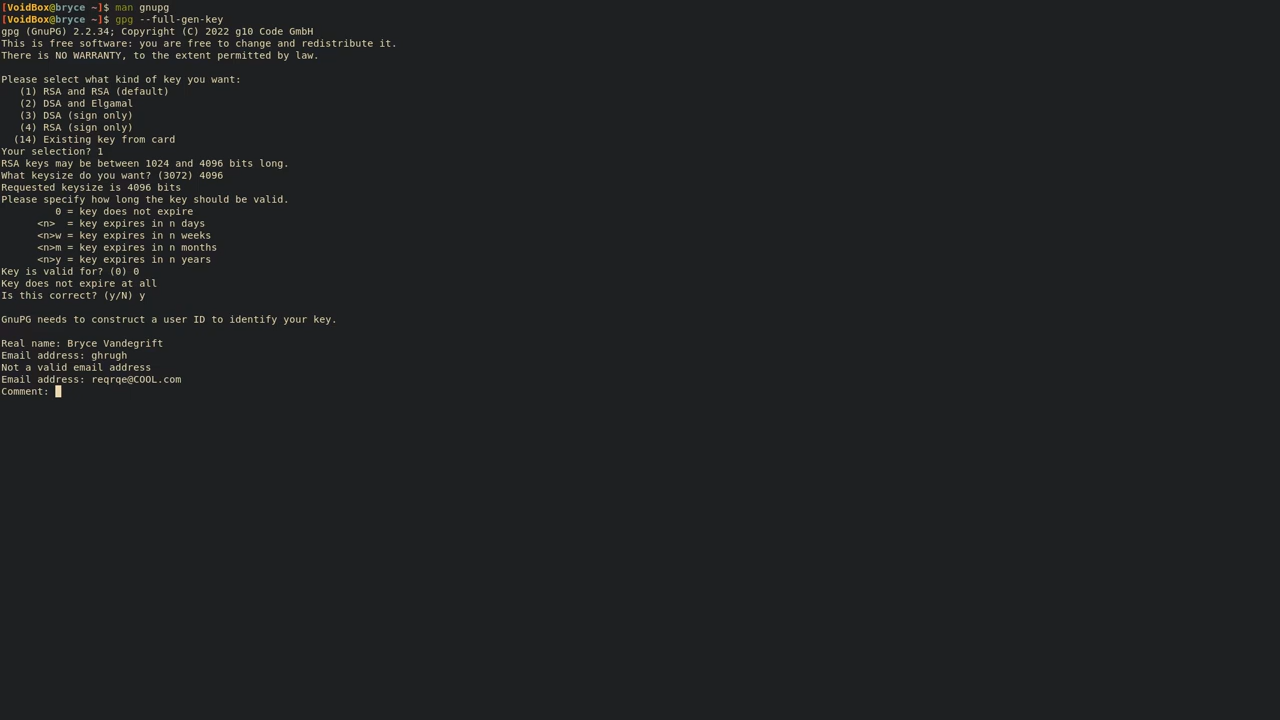 [VoidBox@bryce ~]$ man gnupg
[VoidBox@bryce ~]$ gpg --full-gen-key
gpg (GnuPG) 2.2.34; Copyright (C) 2022 g10 Code GmbH
This is free software: you are free to change and redistribute it.
There is NO WARRANTY, to the extent permitted by law.

Please select what kind of key you want:
   (1) RSA and RSA (default)
   (2) DSA and Elgamal
   (3) DSA (sign only)
   (4) RSA (sign only)
  (14) Existing key from card
Your selection? 1
RSA keys may be between 1024 and 4096 bits long.
What keysize do you want? (3072) 4096
Requested keysize is 4096 bits
Please specify how long the key should be valid.
         0 = key does not expire
      <n>  = key expires in n days
      <n>w = key expires in n weeks
      <n>m = key expires in n months
      <n>y = key expires in n years
Key is valid for? (0) 0
Key does not expire at all
Is this correct? (y/N) y

GnuPG needs to construct a user ID to identify your key.

Real name: Bryce Vandegrift
Email address: ghrugh
Not a valid email address
Email address: reqrqe@COOL.com
Comment: